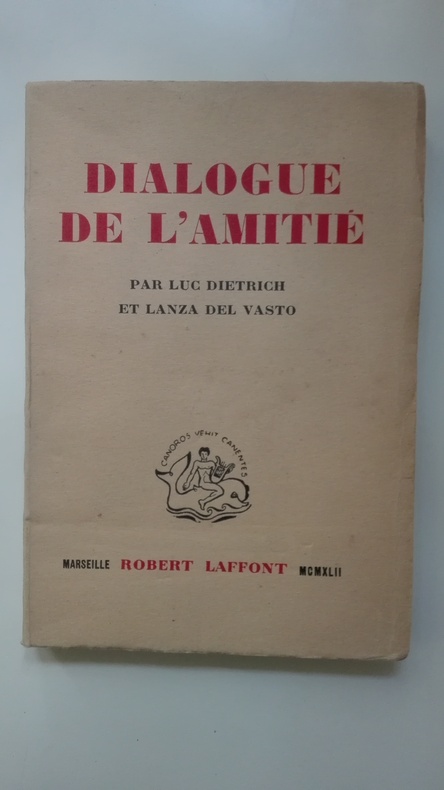 DIALOGUE
DE L'AMITIÉ
PAR LUC DIETRICH
ET LANZA DEL VASTO
CANOROS VEHIT CANENTES
MARSEILLE ROBERT LAFFONT MCMXLII